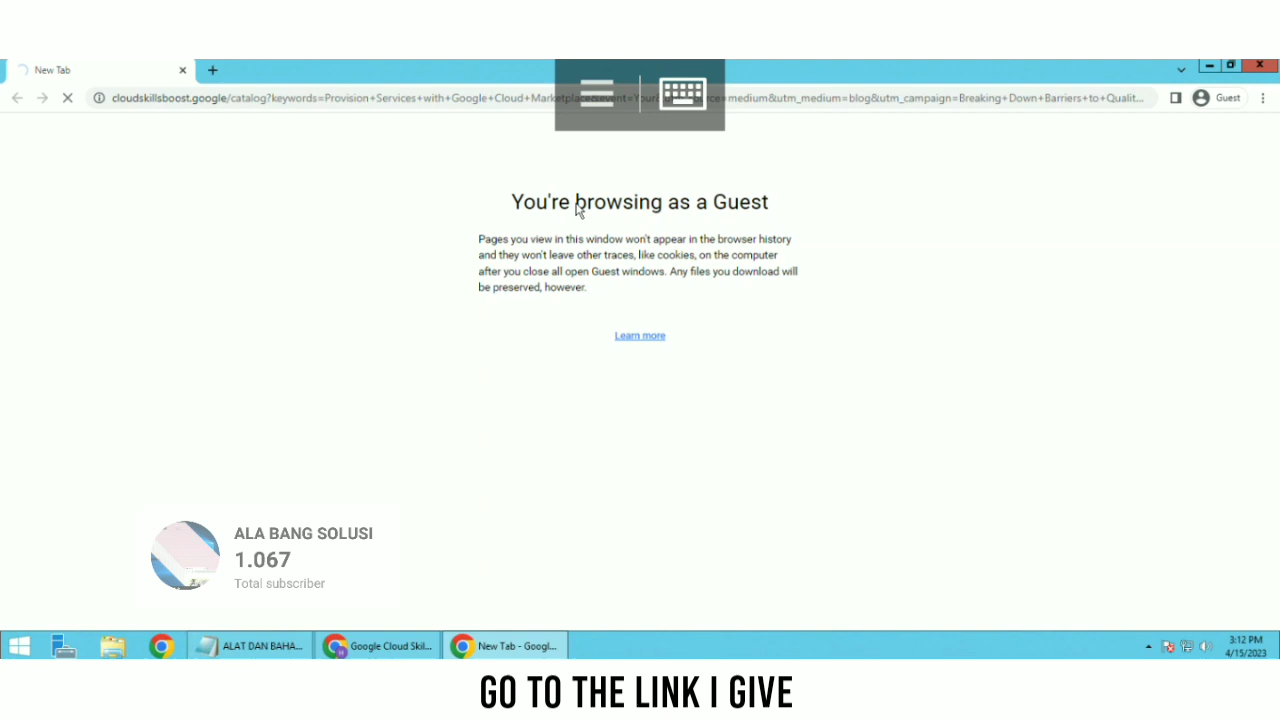 New Tab
cloudskillsboost.google/catalog?keywords=Provision+Services+with+Google+Cloud+Marketplace&event=Your rce=medium&utm_medium=blog&utm_campaign=Breaking+Down+Barriers+to+Qualit...
Guest
You're browsing as a Guest
Pages you view in this window won't appear in the browser history
and they won't leave other traces, like cookies, on the computer
after you close all open Guest windows. Any files you download will
be preserved, however.
Learn more
ALA BANG SOLUSI
1.067
Total subscriber
ALAT DAN BAHA...
Google Cloud Skil...
New Tab - Googl...
3:12 PM
4/15/2023
GO TO THE LINK I GIVE